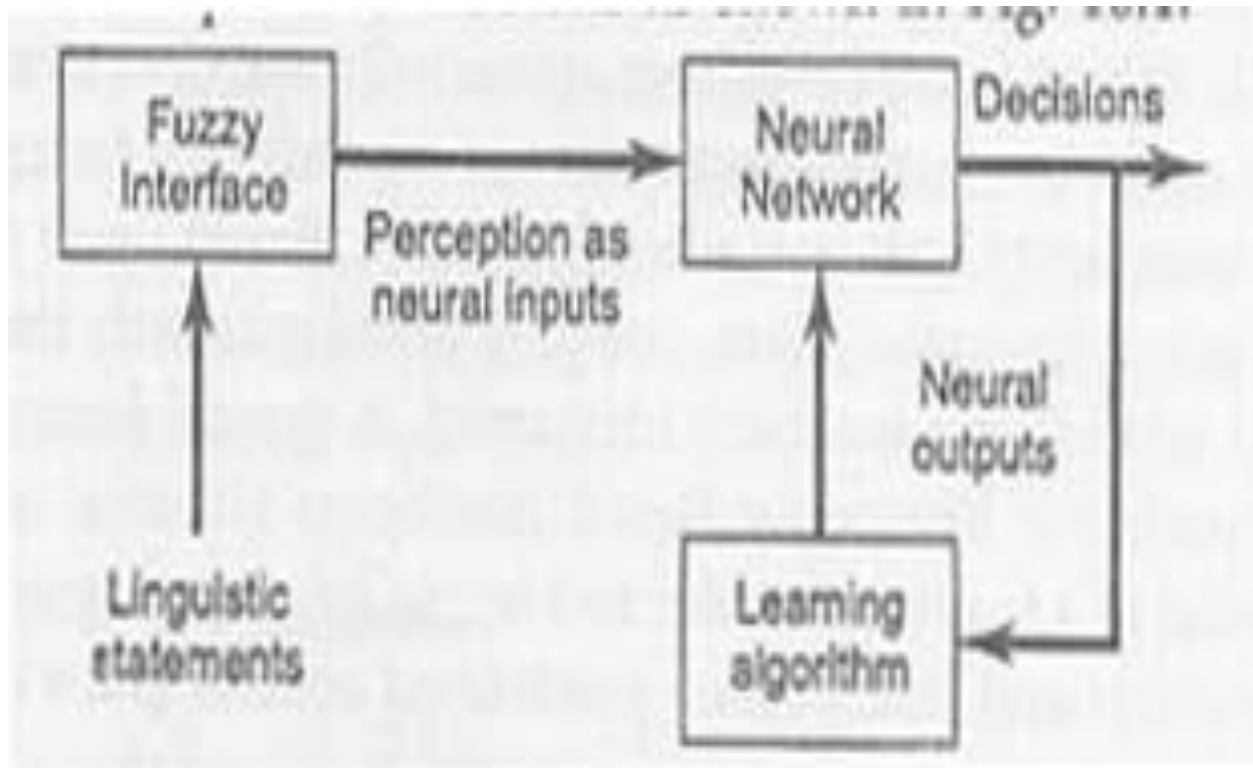 Fuzzy
Interface
Neural
Network
Decisions
Perception as
neural inputs
Neural
outputs
Linguistic
statements
Learning
algorithm